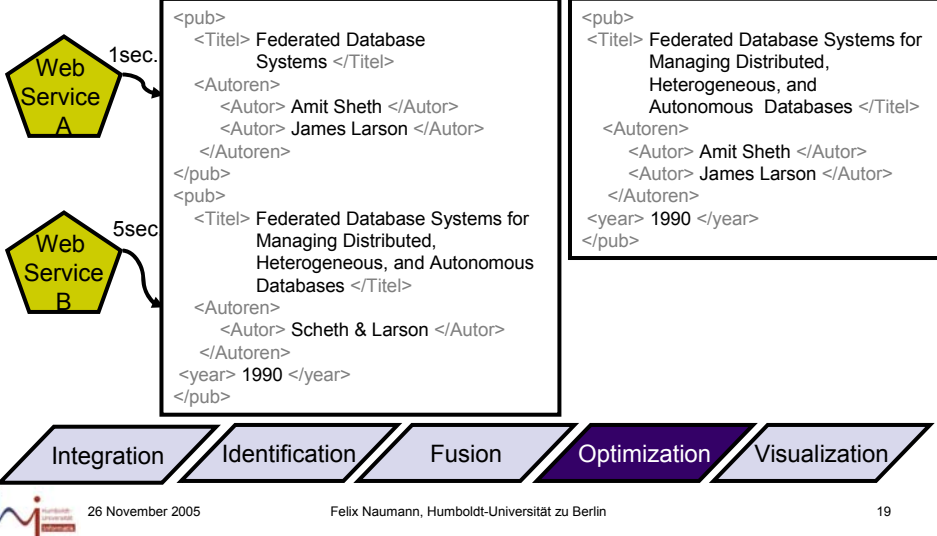 Web
Service
A
1sec.
<pub>
<Titel> Federated Database
Systems </Titel>
<Autoren>
<Autor> Amit Sheth </Autor>
<Autor> James Larson </Autor>
</Autoren>
</pub>
Web
Service
B
5sec
<pub>
<Titel> Federated Database Systems for
Managing Distributed,
Heterogeneous, and Autonomous
Databases </Titel>
<Autoren>
<Autor> Scheth & Larson </Autor>
</Autoren>
<year> 1990 </year>
</pub>
<pub>
<Titel> Federated Database Systems for
Managing Distributed,
Heterogeneous, and
Autonomous Databases </Titel>
<Autoren>
<Autor> Amit Sheth </Autor>
<Autor> James Larson </Autor>
</Autoren>
<year> 1990 </year>
</pub>
Integration
Identification
Fusion
Optimization
Visualization
26 November 2005
Felix Naumann, Humboldt-Universität zu Berlin
19